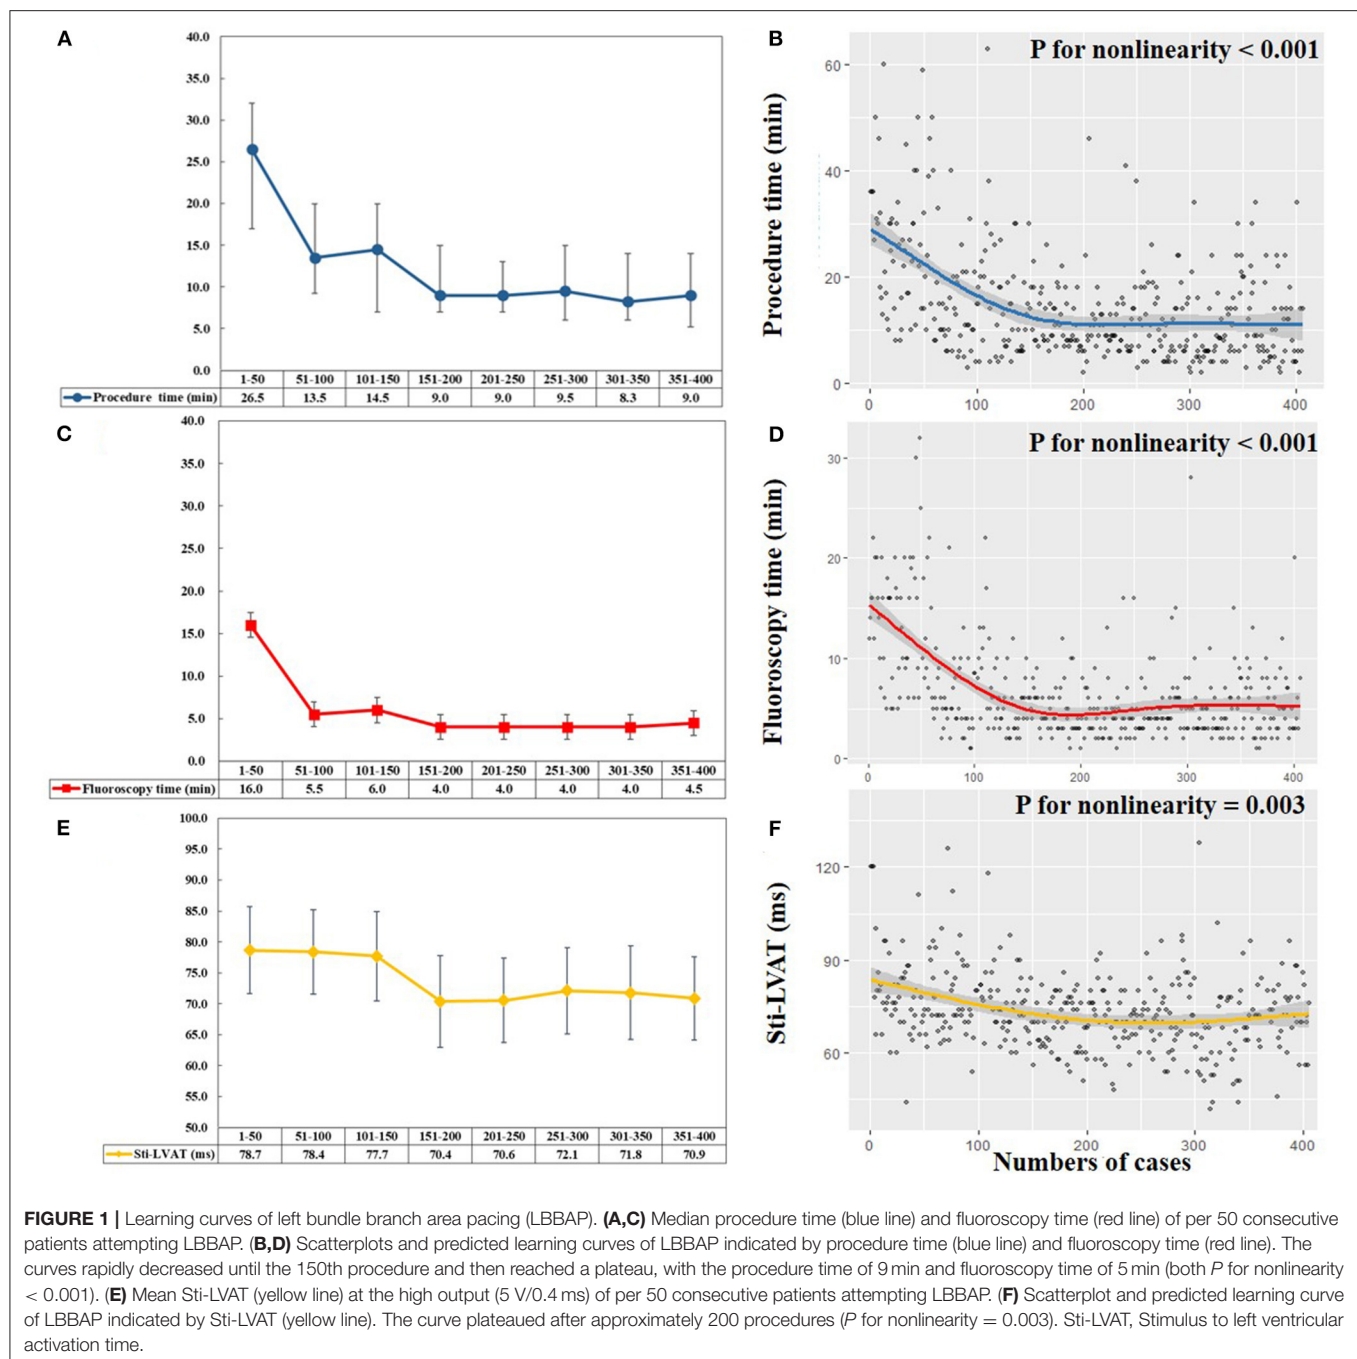 A
40.0
35.0
30.0
25.0
20.0
15.0
10.0
5.0
0.0
1-50 51-100 101-150 151-200 201-250 251-300 301-350 351-400
Procedure time (min) 26.5 13.5 14.5 9.0 9.0 9.5 8.3 9.0
B
P for nonlinearity < 0.001
Procedure time (min)
60
40
20
0
0 100 200 300 400
C
40.0
35.0
30.0
25.0
20.0
15.0
10.0
5.0
0.0
1-50 51-100 101-150 151-200 201-250 251-300 301-350 351-400
Fluoroscopy time (min) 16.0 5.5 6.0 4.0 4.0 4.0 4.0 4.5
D
P for nonlinearity < 0.001
Fluoroscopy time (min)
30
20
10
0
0 100 200 300 400
E
100.0
95.0
90.0
85.0
80.0
75.0
70.0
65.0
60.0
55.0
50.0
1-50 51-100 101-150 151-200 201-250 251-300 301-350 351-400
Sti-LVAT (ms) 78.7 78.4 77.7 70.4 70.6 72.1 71.8 70.9
F
P for nonlinearity = 0.003
Sti-LVAT (ms)
120
90
60
0 100 200 300 400
Numbers of cases
FIGURE 1 | Learning curves of left bundle branch area pacing (LBBAP). (A,C) Median procedure time (blue line) and fluoroscopy time (red line) of per 50 consecutive
patients attempting LBBAP. (B,D) Scatterplots and predicted learning curves of LBBAP indicated by procedure time (blue line) and fluoroscopy time (red line). The
curves rapidly decreased until the 150th procedure and then reached a plateau, with the procedure time of 9 min and fluoroscopy time of 5 min (both P for nonlinearity
< 0.001). (E) Mean Sti-LVAT (yellow line) at the high output (5 V/0.4 ms) of per 50 consecutive patients attempting LBBAP. (F) Scatterplot and predicted learning curve
of LBBAP indicated by Sti-LVAT (yellow line). The curve plateaued after approximately 200 procedures (P for nonlinearity = 0.003). Sti-LVAT, Stimulus to left ventricular
activation time.